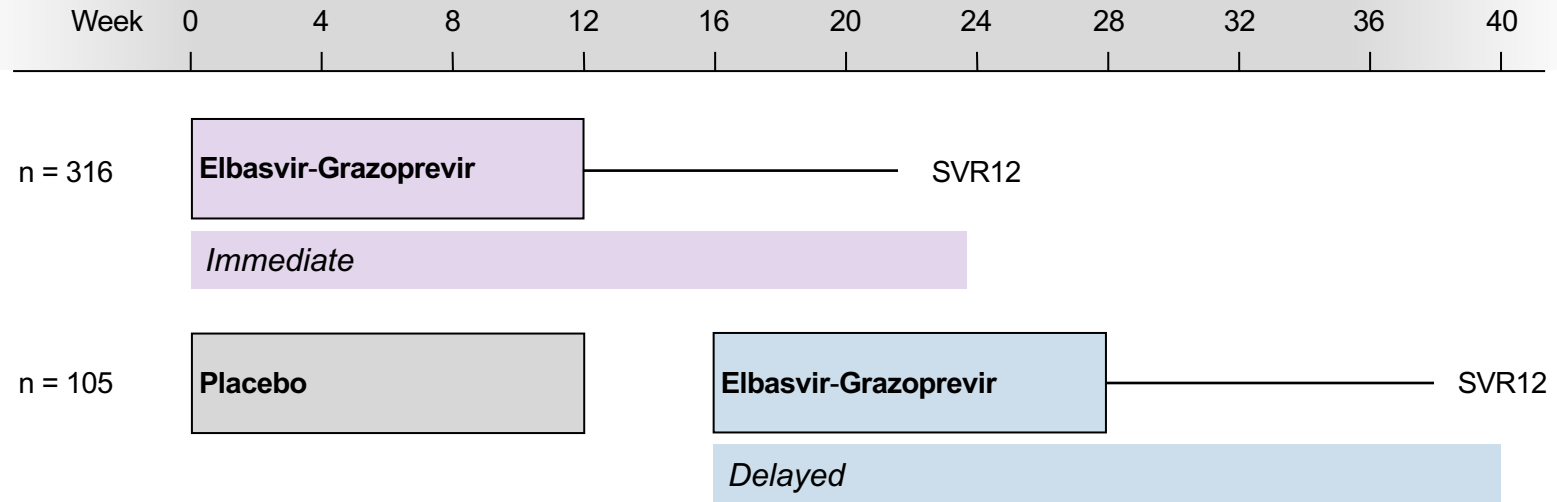 Week 0 4 8 12 16 20 24 28 32 36 40
n = 316 Elbasvir-Grazoprevir SVR12
Immediate
n = 105 Placebo Elbasvir-Grazoprevir SVR12
Delayed